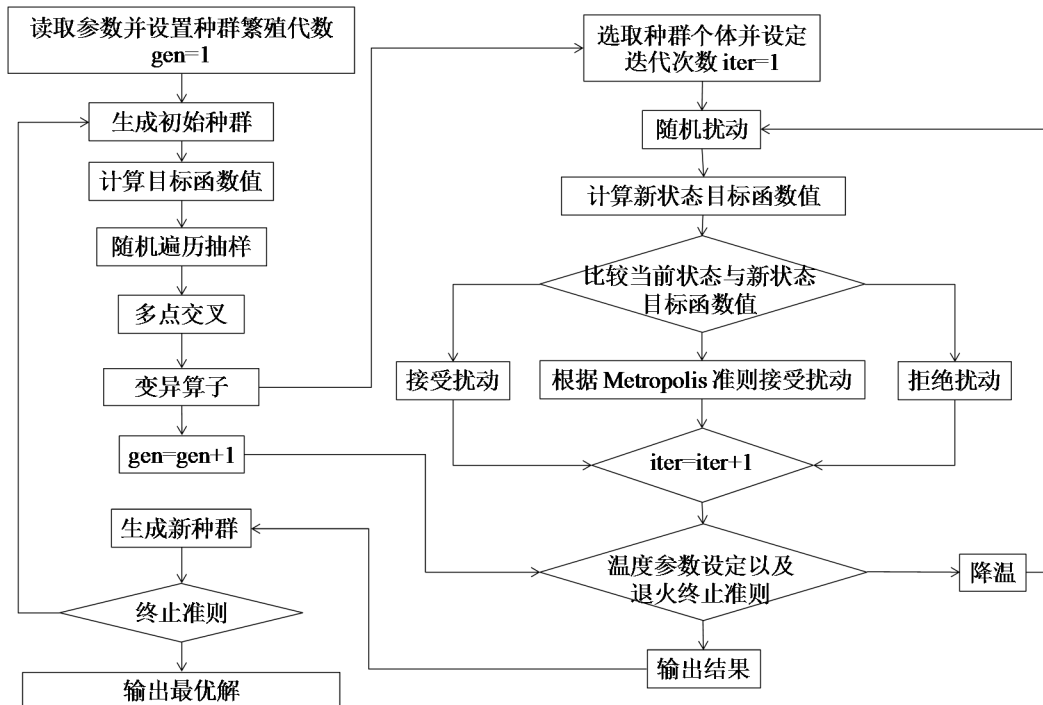 读取参数并设置种群繁殖代数
gen=1
生成初始种群
计算目标函数值
随机遍历抽样
多点交叉
变异算子
gen=gen+1
生成新种群
终止准则
输出最优解
选取种群个体并设定
迭代次数 iter=1
随机扰动
计算新状态目标函数值
比较当前状态与新状态
目标函数值
接受扰动
根据 Metropolis 准则接受扰动
拒绝扰动
iter=iter+1
温度参数设定以及
退火终止准则
降温
输出结果